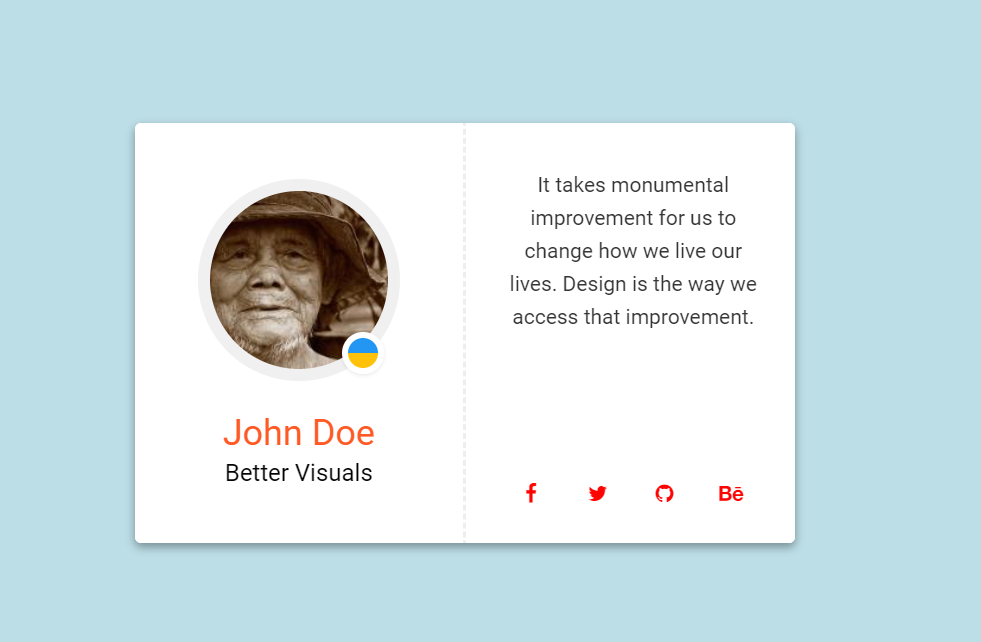 John Doe
Better Visuals
It takes monumental
improvement for us to
change how we live our
lives. Design is the way we
access that improvement.
Bē